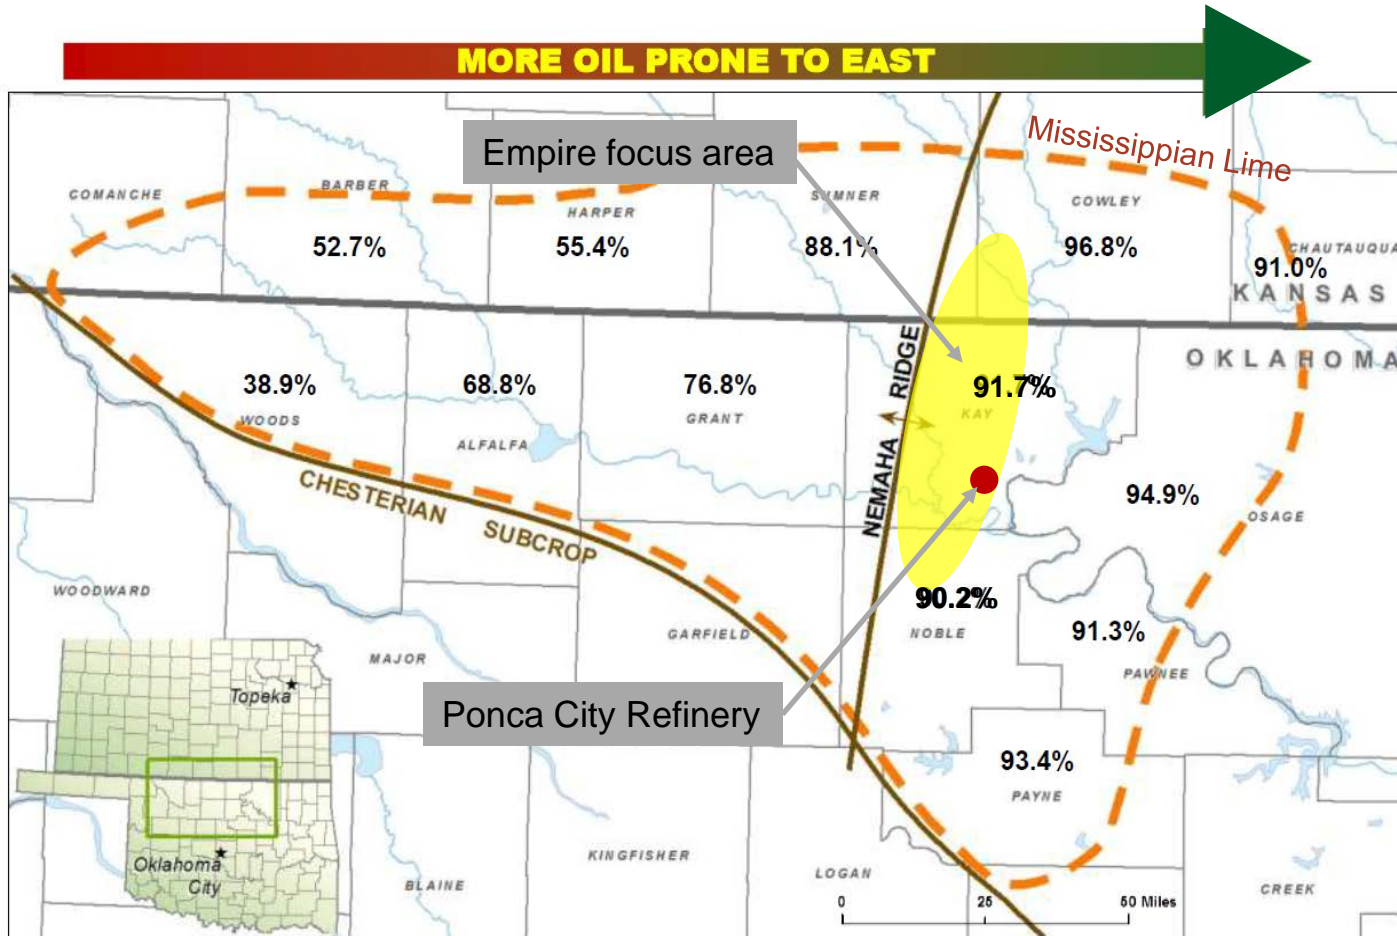 MORE OIL PRONE TO EAST
Mississippian Lime
Empire focus area
COMANCHE
BARBER
HARPER
SUMNER
COWLEY
CHAUTAUQUA
52.7%
55.4%
88.1%
96.8%
91.0%
KANSAS
OKLAHOMA
38.9%
68.8%
76.8%
91.7%
WOODS
ALFALFA
GRANT
KAY
NEMAHA RIDGE
CHESTERIAN SUBCROP
94.9%
OSAGE
WOODWARD
MAJOR
GARFIELD
90.2%
NOBLE
91.3%
PAWNEE
Ponca City Refinery
Topeka
93.4%
PAYNE
Oklahoma
City
BLAINE
KINGFISHER
LOGAN
CREEK
0 25 50 Miles